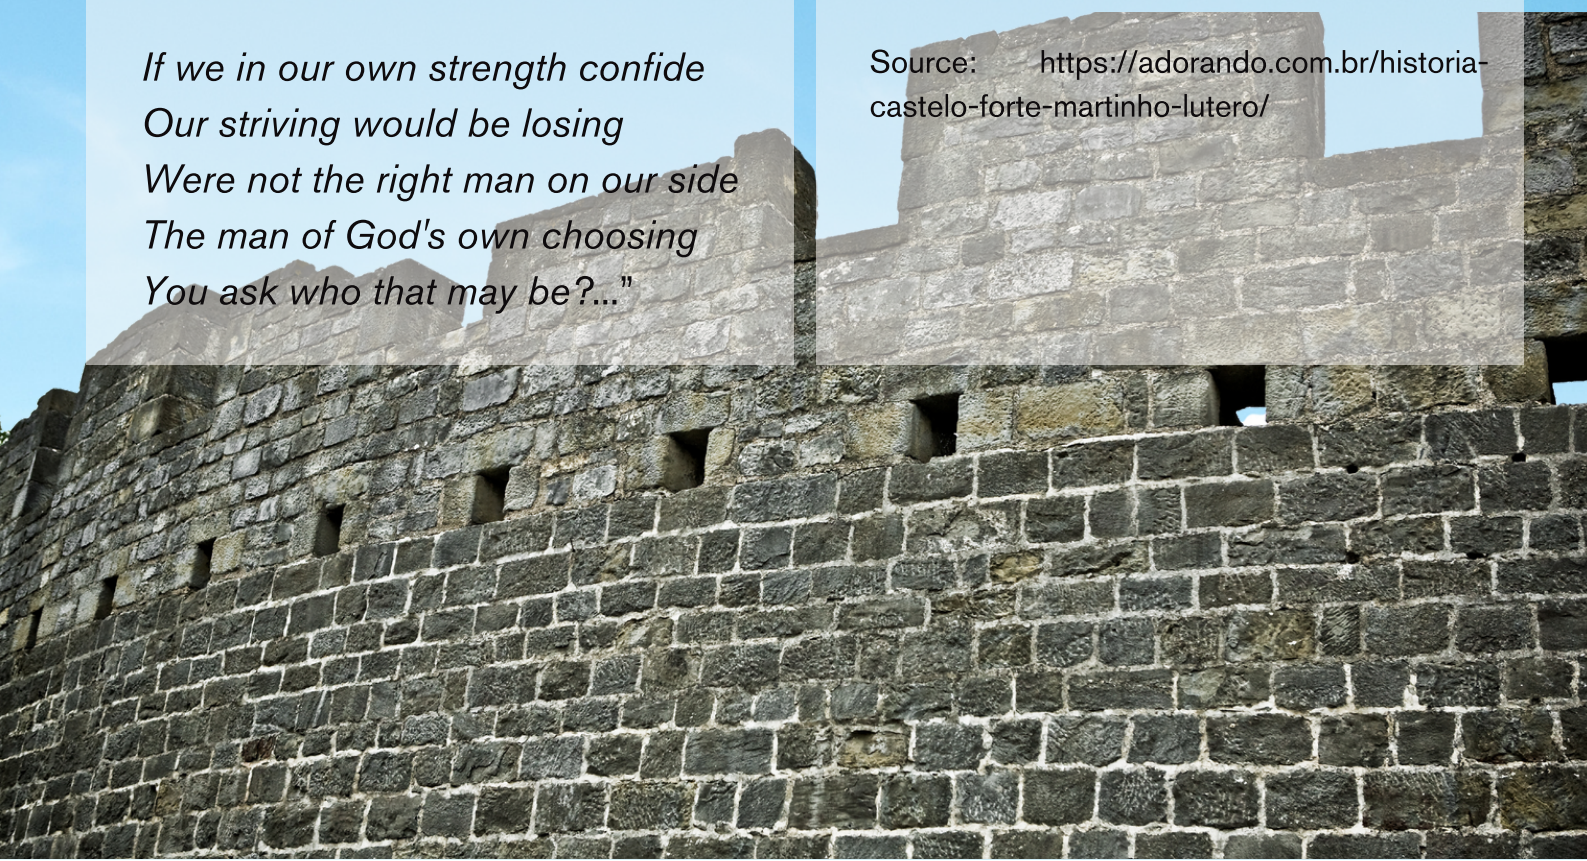 If we in our own strength confide
Our striving would be losing
Were not the right man on our side
The man of God's own choosing
You ask who that may be?..."
Source: https://adorando.com.br/historia-
castelo-forte-martinho-lutero/